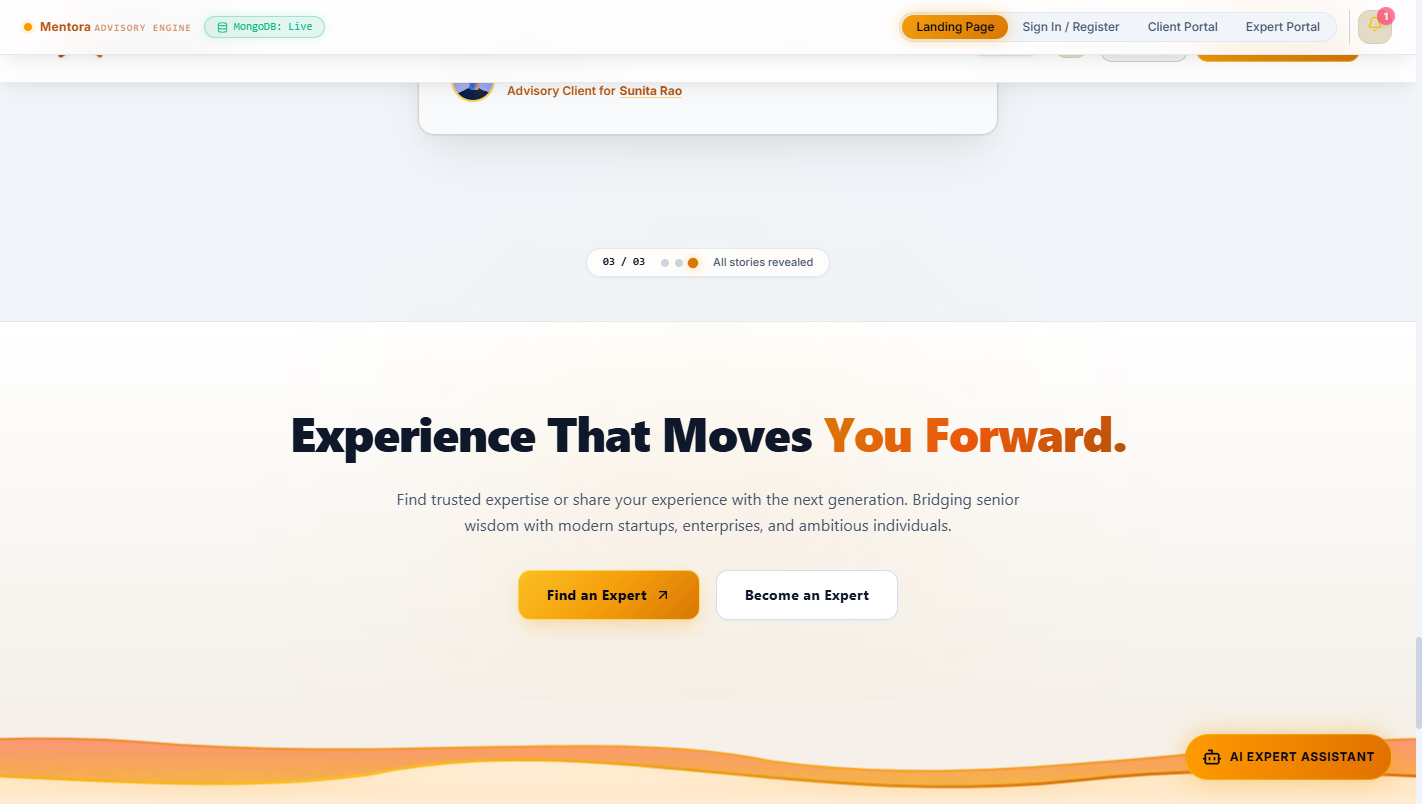 Mentora ADVISORY ENGINE
MongoDB: Live
Landing Page
Sign In / Register
Client Portal
Expert Portal
1
Advisory Client for Sunita Rao
03 / 03
All stories revealed
Experience That Moves You Forward.
Find trusted expertise or share your experience with the next generation. Bridging senior
wisdom with modern startups, enterprises, and ambitious individuals.
Find an Expert
Become an Expert
AI EXPERT ASSISTANT